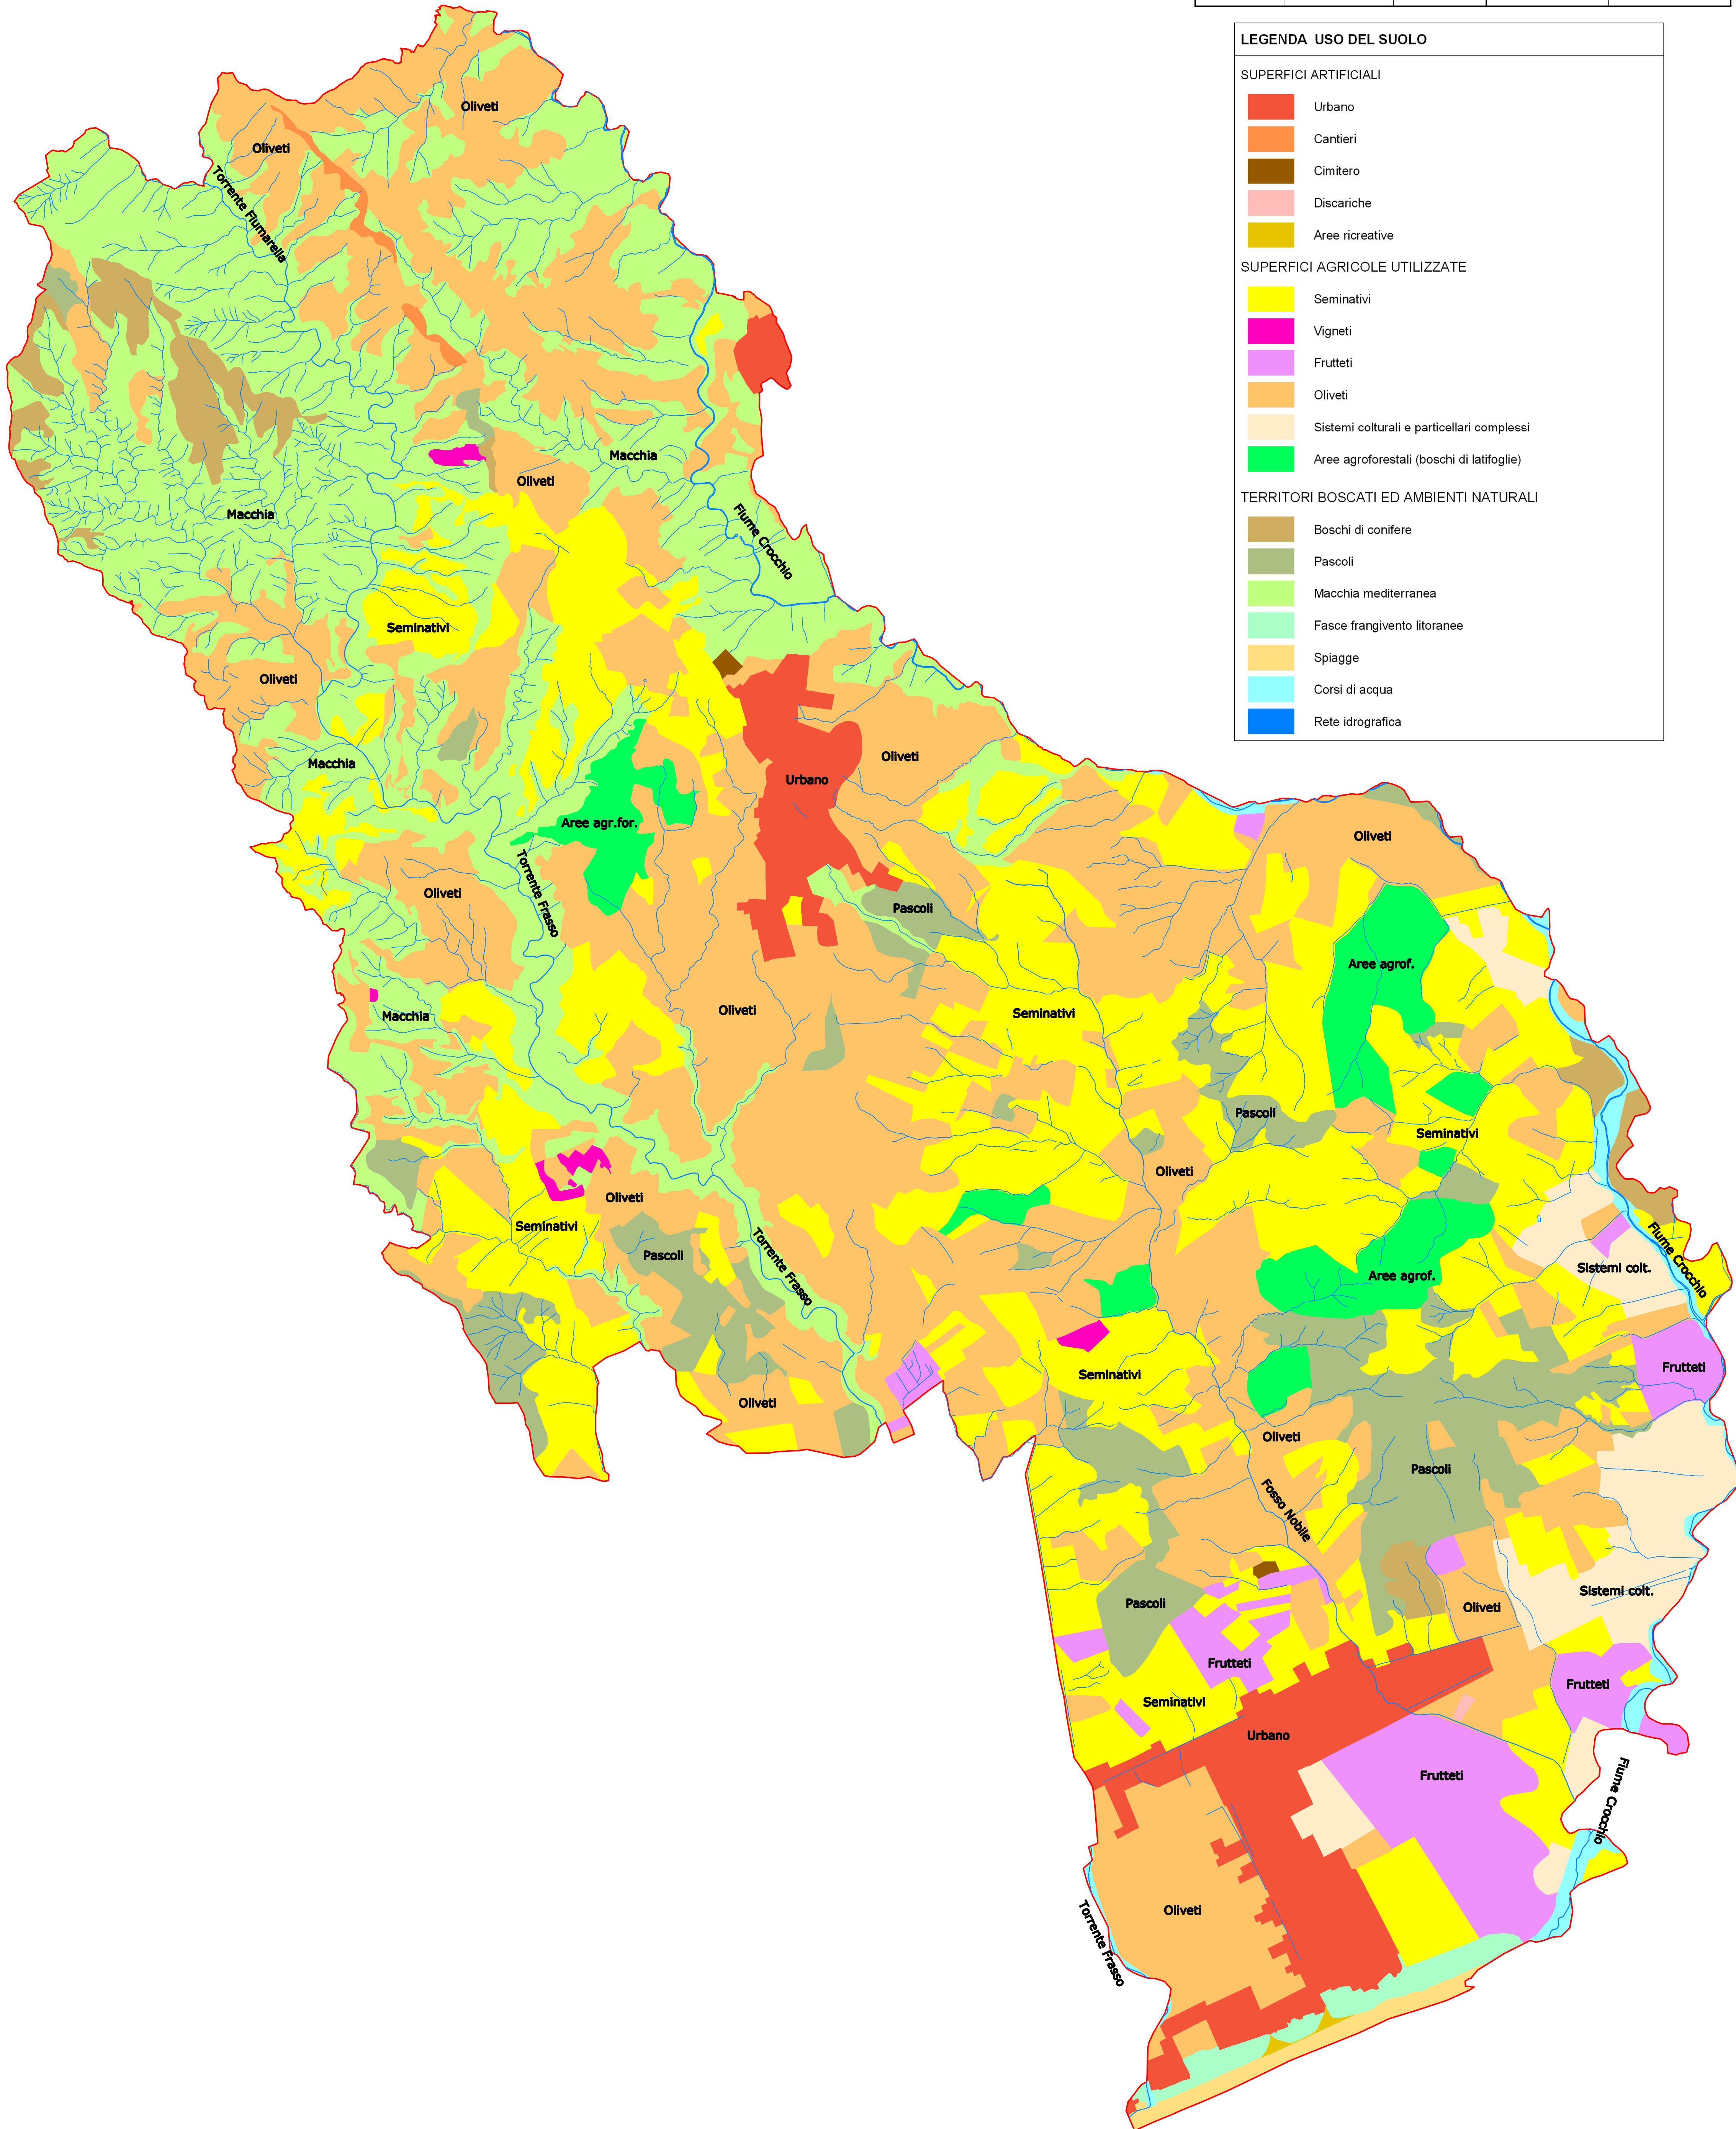 LEGENDA USO DEL SUOLO
SUPERFICI ARTIFICIALI
Urbano
Cantieri
Cimitero
Discariche
Aree ricreative
SUPERFICI AGRICOLE UTILIZZATE
Seminativi
Vigneti
Frutteti
Oliveti
Sistemi colturali e particellari complessi
Aree agroforestali (boschi di latifoglie)
TERRITORI BOSCATI ED AMBIENTI NATURALI
Boschi di conifere
Pascoli
Macchia mediterranea
Fasce frangivento litoranee
Spiagge
Corsi di acqua
Rete idrografica
Oliveti
Oliveti
Torrente Fiumarella
Macchia
Oliveti
Macchia
Fiume Crocchio
Seminativi
Oliveti
Oliveti
Macchia
Urbano
Aree agr.for.
Oliveti
Oliveti
Torrente Frasso
Pascoli
Aree agrof.
Oliveti
Seminativi
Macchia
Pascoli
Seminativi
Oliveti
Oliveti
Seminativi
Pascoli
Torrente Frasso
Sistemi colt.
Fiume Crocchio
Aree agrof.
Frutteti
Seminativi
Oliveti
Oliveti
Pascoli
Fosso Nobile
Sistemi colt.
Pascoli
Oliveti
Frutteti
Frutteti
Seminativi
Urbano
Frutteti
Fiume Crocchio
Oliveti
Torrente Frasso